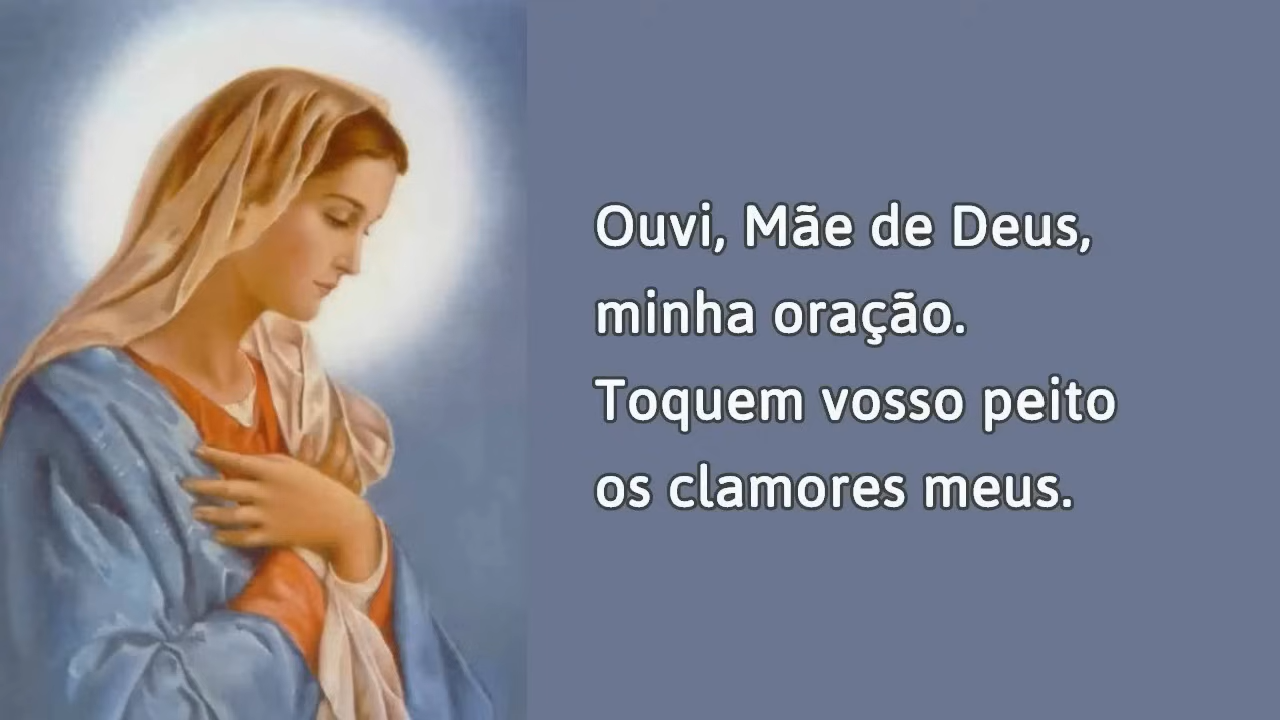 Ouvi, Mãe de Deus,
minha oração.
Toquem vosso peito
os clamores meus.